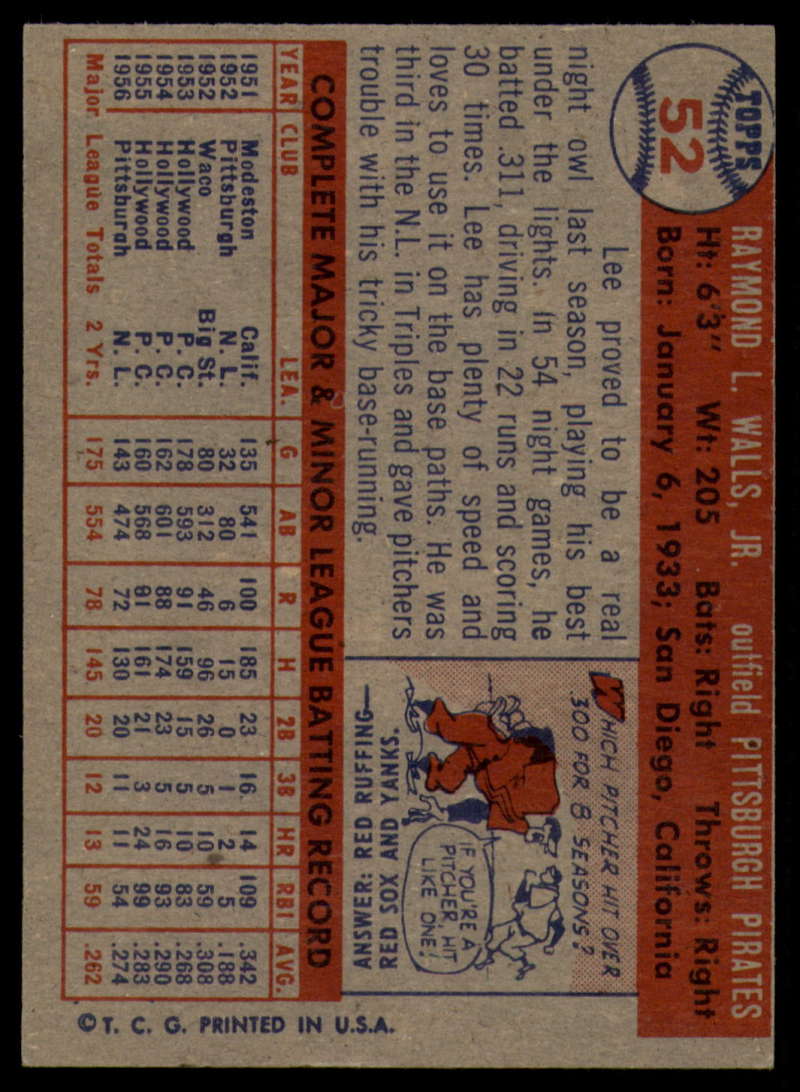 TOPPS
52
RAYMOND L. WALLS, JR. outfield PITTSBURGH PIRATES
Ht: 6'3" Wt: 205 Bats: Right Throws: Right
Born: January 6, 1933; San Diego, California
Lee proved to be a real
night owl last season, playing his best
under the lights. In 54 night games, he
batted .311, driving in 22 runs and scoring
30 times. Lee has plenty of speed and
loves to use it on the base paths. He was
third in the N.L. in Triples and gave pitchers
trouble with his tricky base-running.
WHICH PITCHER HIT OVER
300 FOR 8 SEASONS?
IF YOU'RE A
PITCHER, HIT
LIKE ONE!
ANSWER: RED RUFFING—
RED SOX AND YANKS.
COMPLETE MAJOR & MINOR LEAGUE BATTING RECORD
YEAR CLUB LEA. G AB R H 2B 3B HR RBI AVG.
1951 Modeston Calif. 135 541 100 185 23 16 14 109 .342
1952 Pittsburgh N.L. 32 80 6 15 0 1 2 5 .188
1952 Waco Big St. 80 312 46 96 26 5 10 59 .308
1953 Hollywood P.C. 178 593 91 159 15 5 10 83 .268
1954 Hollywood P.C. 162 601 88 174 23 5 16 93 .290
1955 Hollywood P.C. 160 568 91 161 21 3 24 99 .283
1956 Pittsburgh N.L. 143 474 72 130 20 11 11 54 .274
Major League Totals 2 Yrs. 175 554 78 145 20 12 13 59 .262
© T. C. G. PRINTED IN U.S.A.